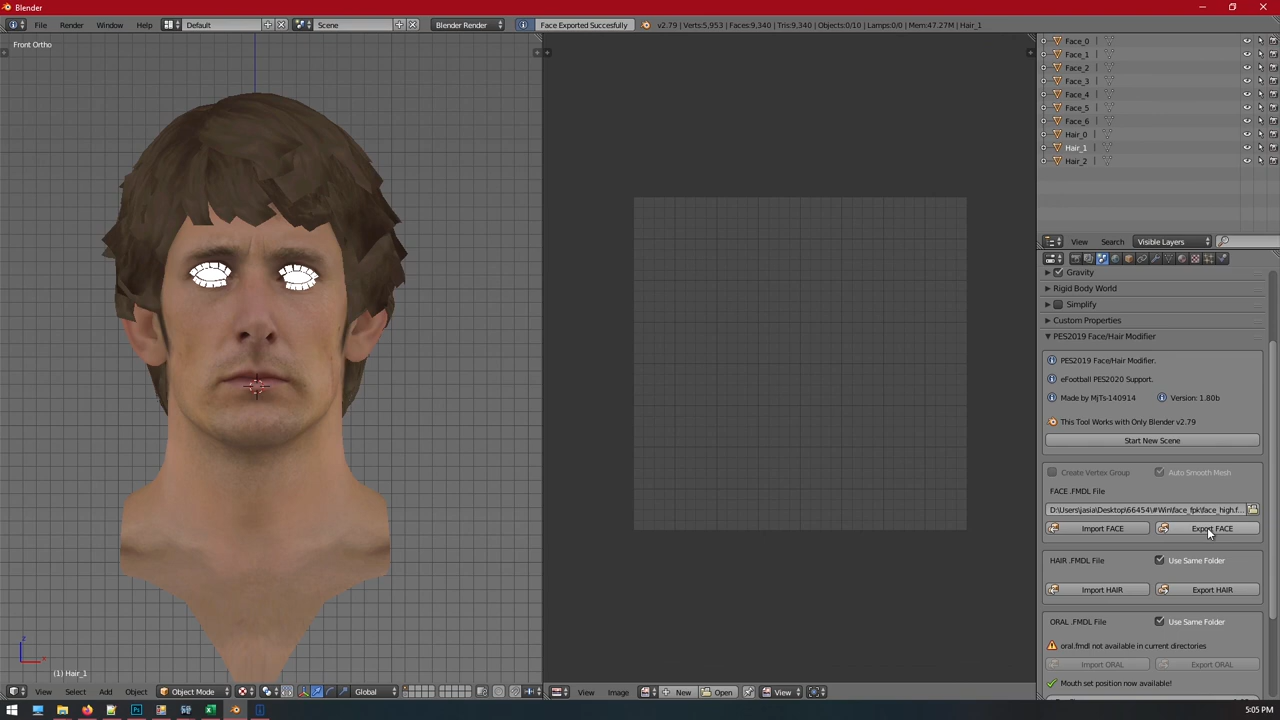 Blender
File Render Window Help Default Scene Blender Render Face Exported Succesfully v2.79 | Verts:5,953 | Faces:9,340 | Tris:9,340 | Objects:0/10 | Lamps:0/0 | Mem:47.27M | Hair_1
Front Ortho
Face_0
Face_1
Face_2
Face_3
Face_4
Face_5
Face_6
Hair_0
Hair_1
Hair_2
View Search Visible Layers
Gravity
Rigid Body World
Simplify
Custom Properties
PES2019 Face/Hair Modifier
PES2019 Face/Hair Modifier.
eFootball PES2020 Support.
Made by MjTs-140914 Version: 1.80b
This Tool Works with Only Blender v2.79
Start New Scene
Create Vertex Group Auto Smooth Mesh
FACE .FMDL File
D:\Users\jasia\Desktop\66454\#Win\face_fpk\face_high.f...
Import FACE Export FACE
HAIR .FMDL File Use Same Folder
Import HAIR Export HAIR
ORAL .FMDL File Use Same Folder
oral.fmdl not available in current directories
Import ORAL Export ORAL
Mouth set position now available!
(1) Hair_1
View Select Add Object Object Mode Global View Image New Open View
5:05 PM